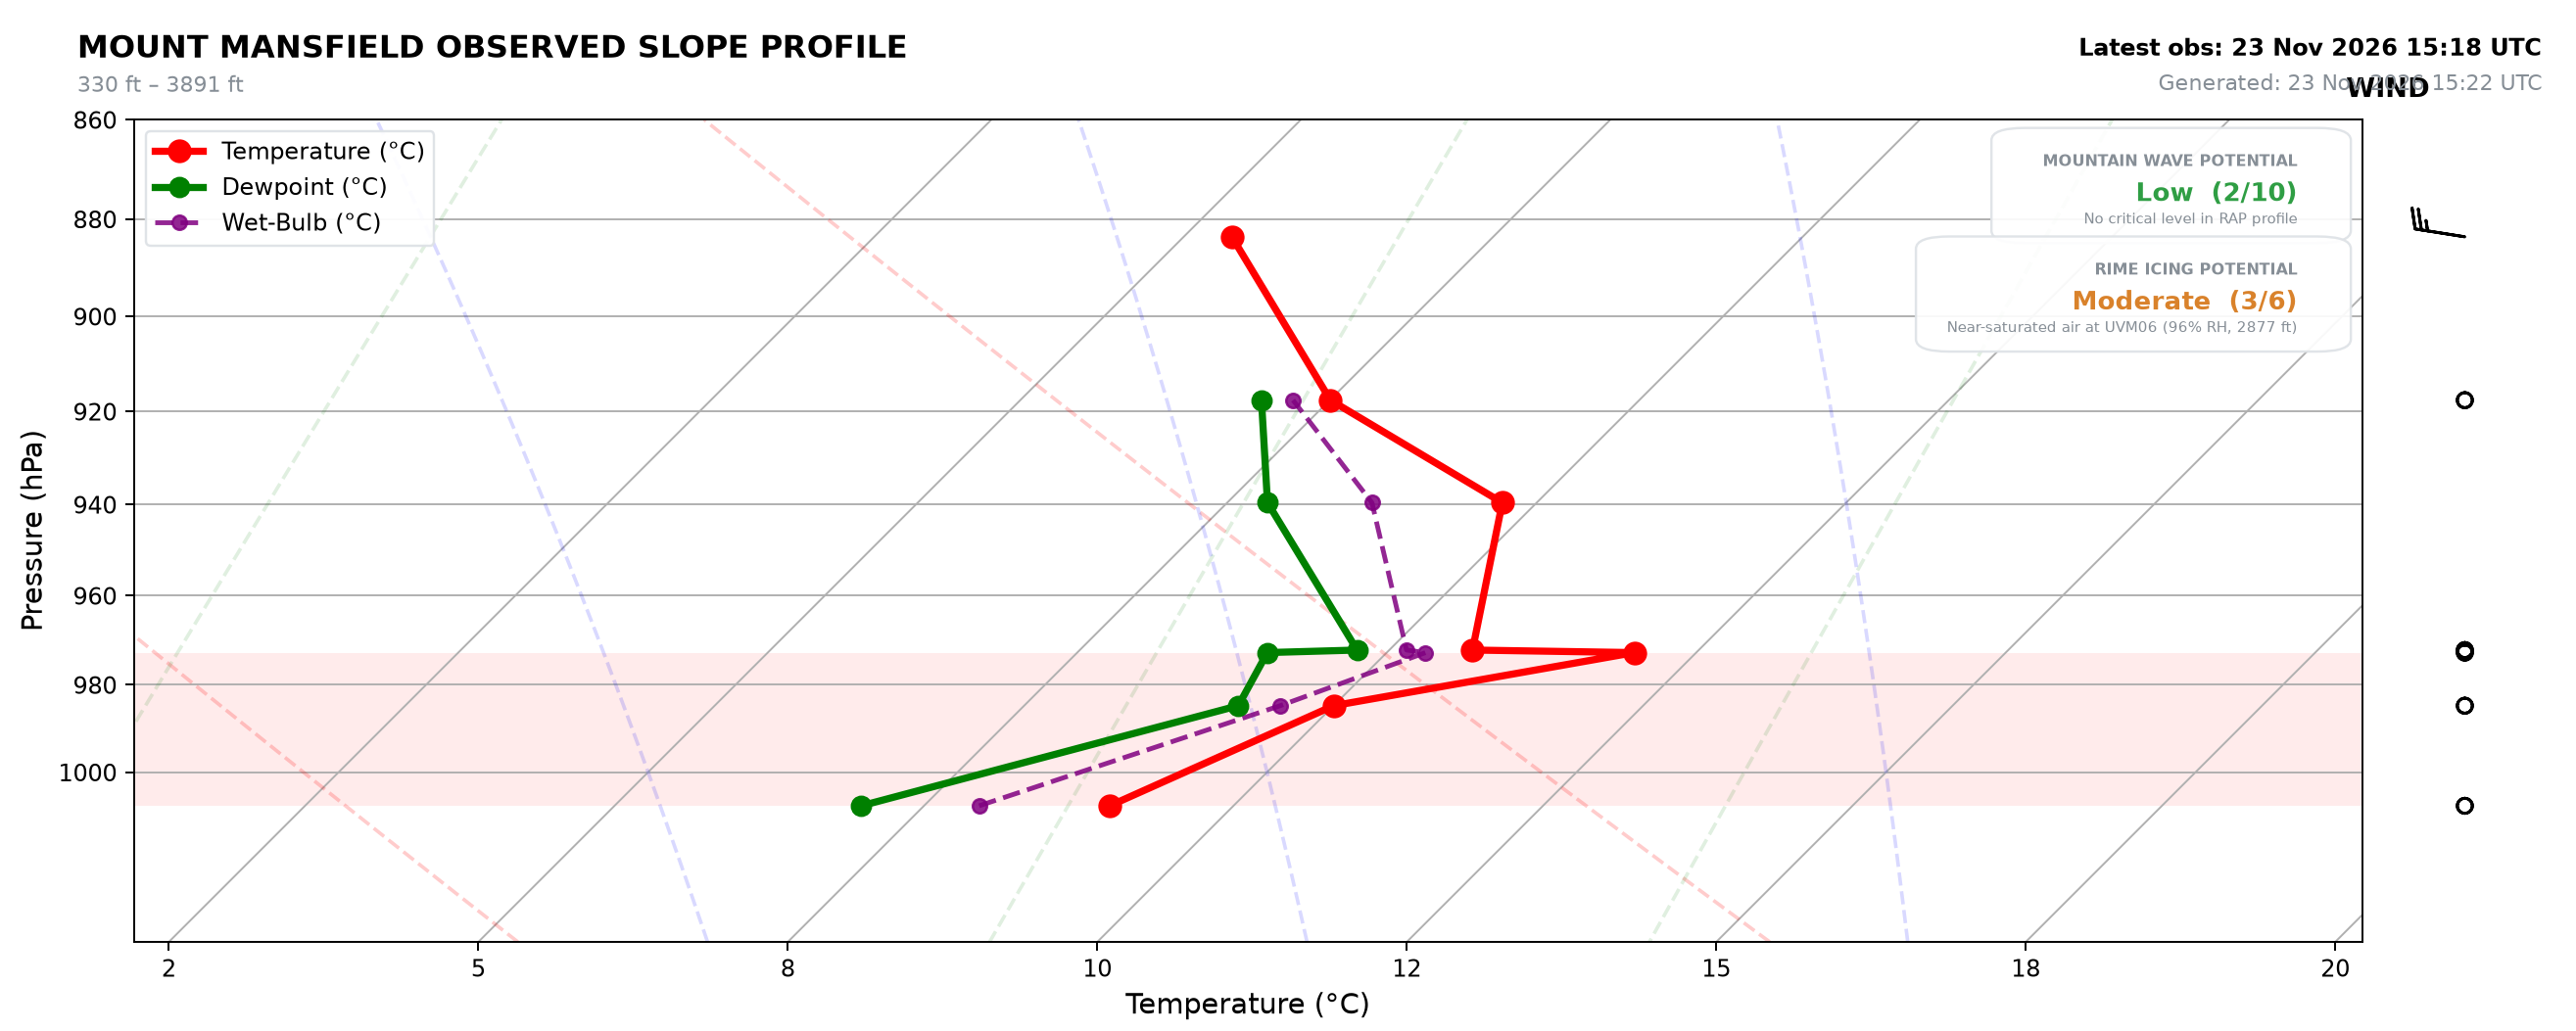 MOUNT MANSFIELD OBSERVED SLOPE PROFILE
330 ft – 3891 ft
Latest obs: 23 Nov 2026 15:18 UTC
Generated: 23 Nov 2026 15:22 UTC
WIND
Temperature (°C)
Dewpoint (°C)
Wet-Bulb (°C)
MOUNTAIN WAVE POTENTIAL
Low (2/10)
No critical level in RAP profile
RIME ICING POTENTIAL
Moderate (3/6)
Near-saturated air at UVM06 (96% RH, 2877 ft)
Pressure (hPa)
860
880
900
920
940
960
980
1000
2 5 8 10 12 15 18 20
Temperature (°C)